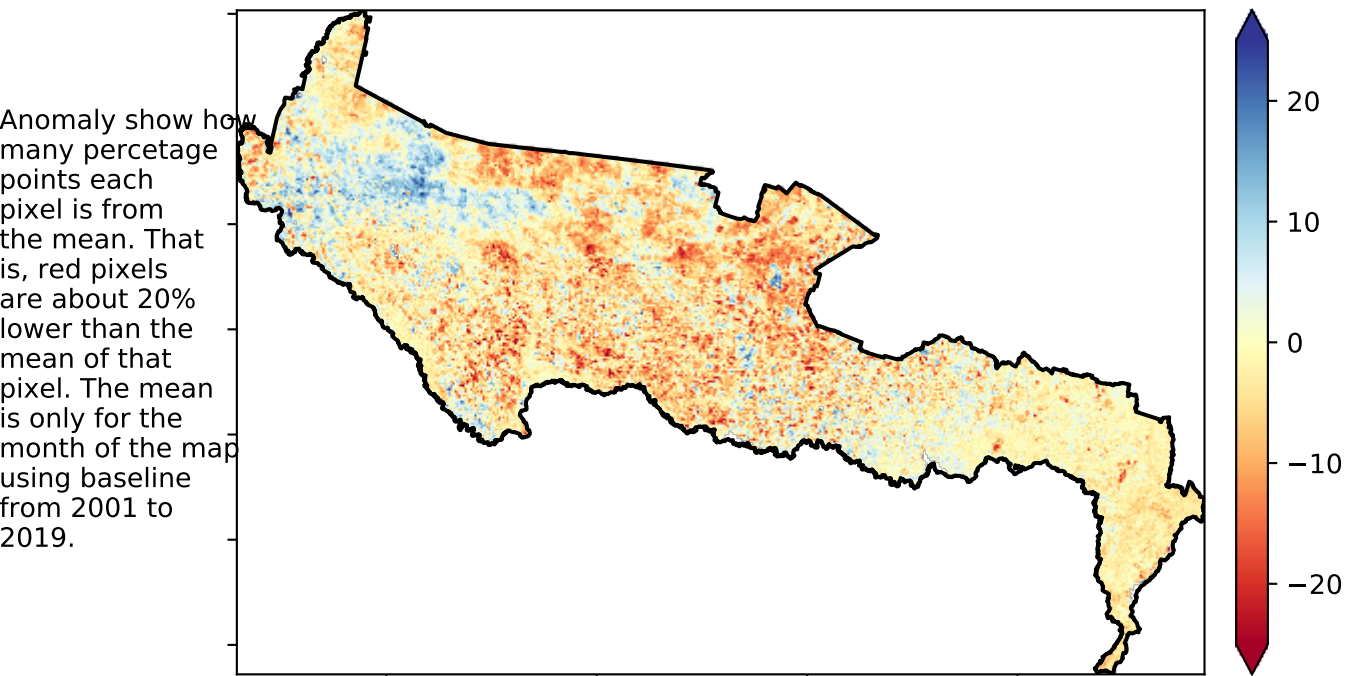 Anomaly show how
many percetage
points each
pixel is from
the mean. That
is, red pixels
are about 20%
lower than the
mean of that
pixel. The mean
is only for the
month of the map
using baseline
from 2001 to
2019.
20
10
0
−10
−20